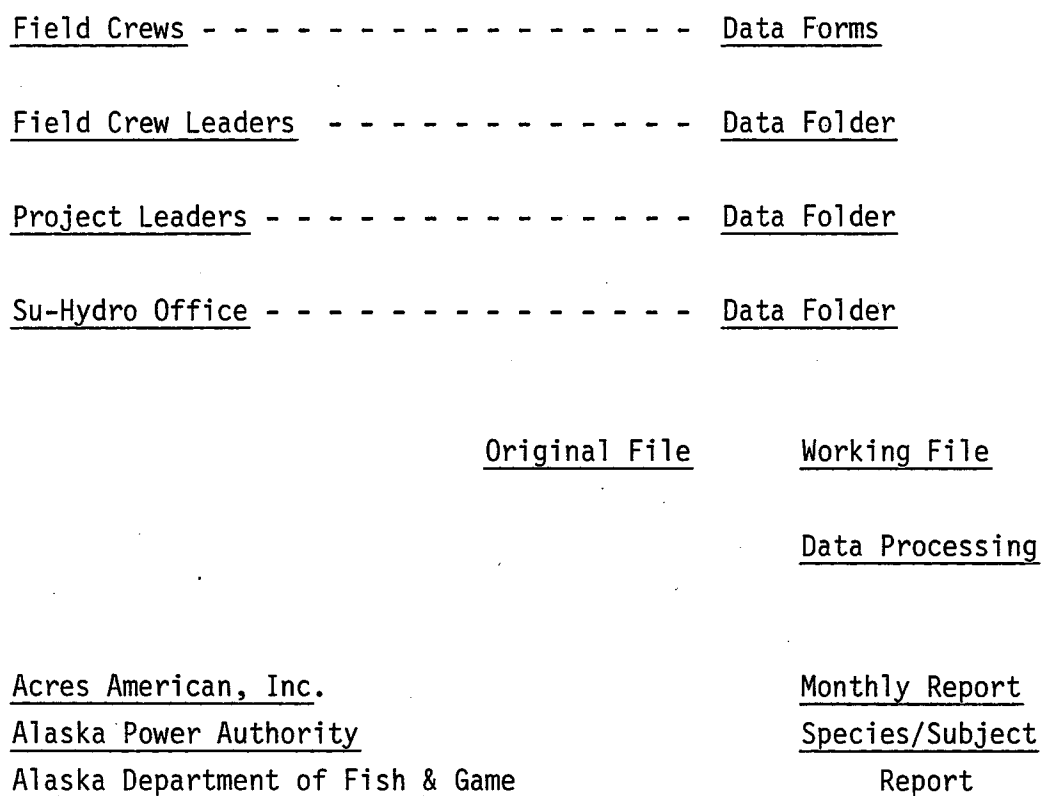 Field Crews - - - - - - - - - - - - - - - - - Data Forms
Field Crew Leaders - - - - - - - - - - - - Data Folder
Project Leaders - - - - - - - - - - - - - - Data Folder
Su-Hydro Office - - - - - - - - - - - - - - Data Folder
Original File Working File
Data Processing
Acres American, Inc. Monthly Report
Alaska Power Authority Species/Subject
Alaska Department of Fish & Game Report